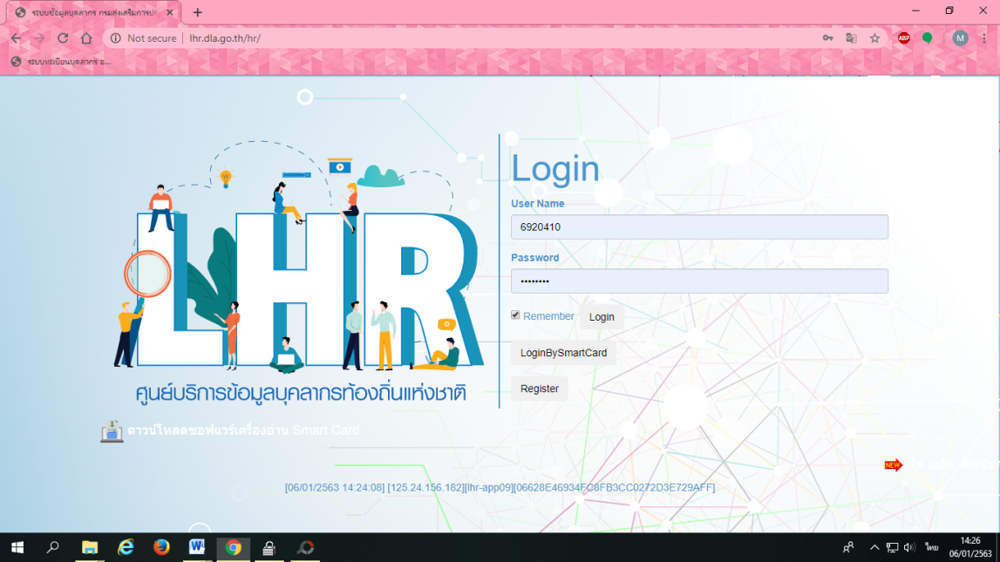 ระบบข้อมูลบุคลากร กรมส่งเสริมการปก
Not secure | lhr.dla.go.th/hr/
ABP
M
ระบบทะเบียนบุคลากร อ...
LHR
ศูนย์บริการข้อมูลบุคลากรท้องถิ่นแห่งชาติ
Login
User Name
6920410
Password
••••••••
Remember
Login
LoginBySmartCard
Register
ดาวน์โหลดซอฟแวร์เครื่องอ่าน Smart Card
NEW
[06/01/2563 14:24:08] [125.24.156.182][lhr-app09][06628E46934FC8FB3CC0272D3E729AFF]
ไทย
14:26
06/01/2563